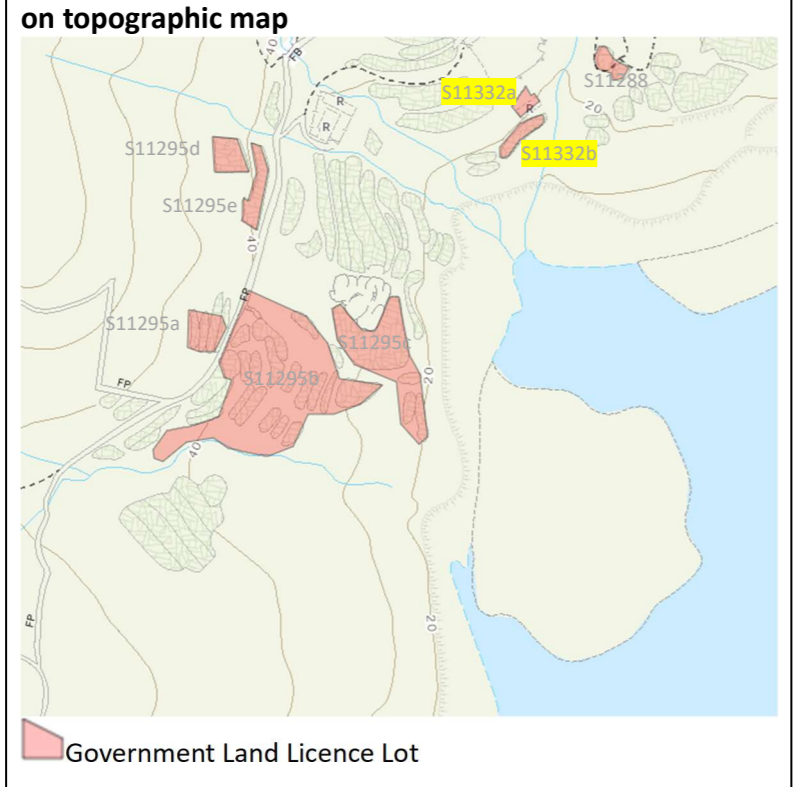 on topographic map
40
FB
S11288
S11332a
20
R
R
R
S11332b
S11295d
S11295e
40
FP
S11295a
S11295c
20
S11295b
FP
40
20
FP
Government Land Licence Lot